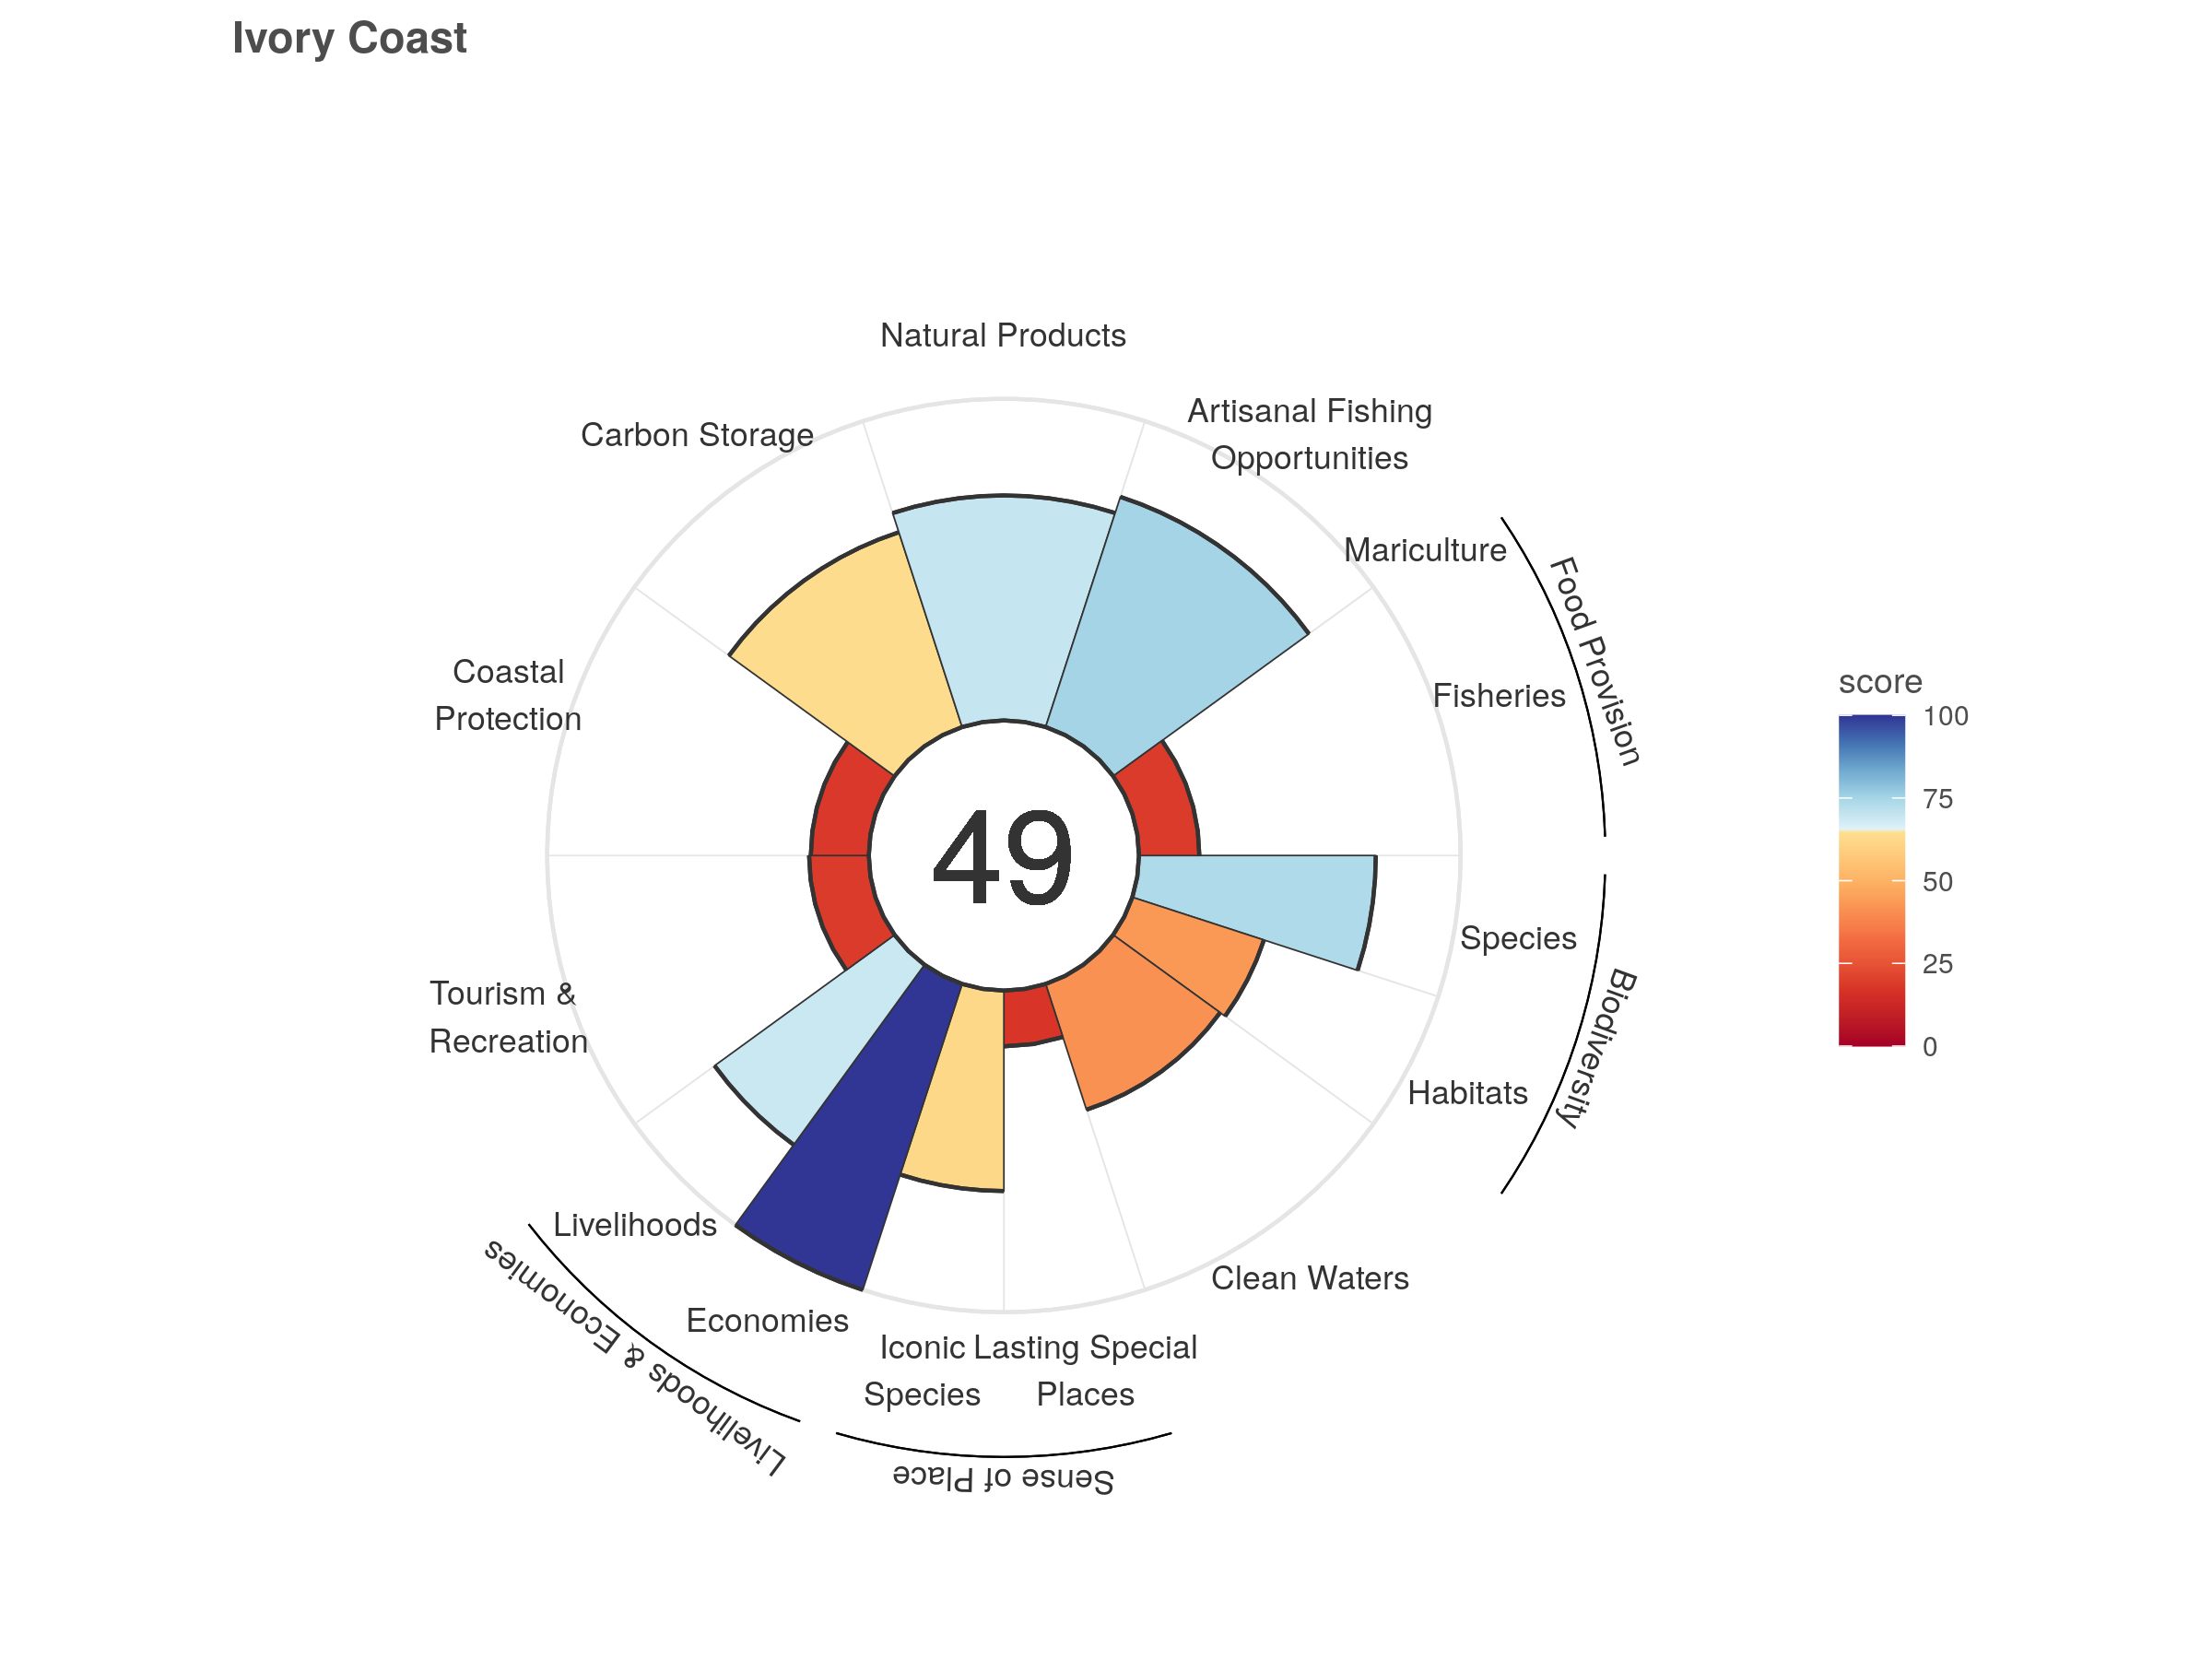 Ivory Coast
Natural Products
Artisanal Fishing
Opportunities
Carbon Storage
Mariculture
Food Provision
Fisheries
Coastal
Protection
score
100
75
50
25
0
49
Species
Biodiversity
Tourism &
Recreation
Habitats
Livelihoods
Clean Waters
Economies
Livelihoods & Economies
Iconic
Species
Lasting Special
Places
Sense of Place